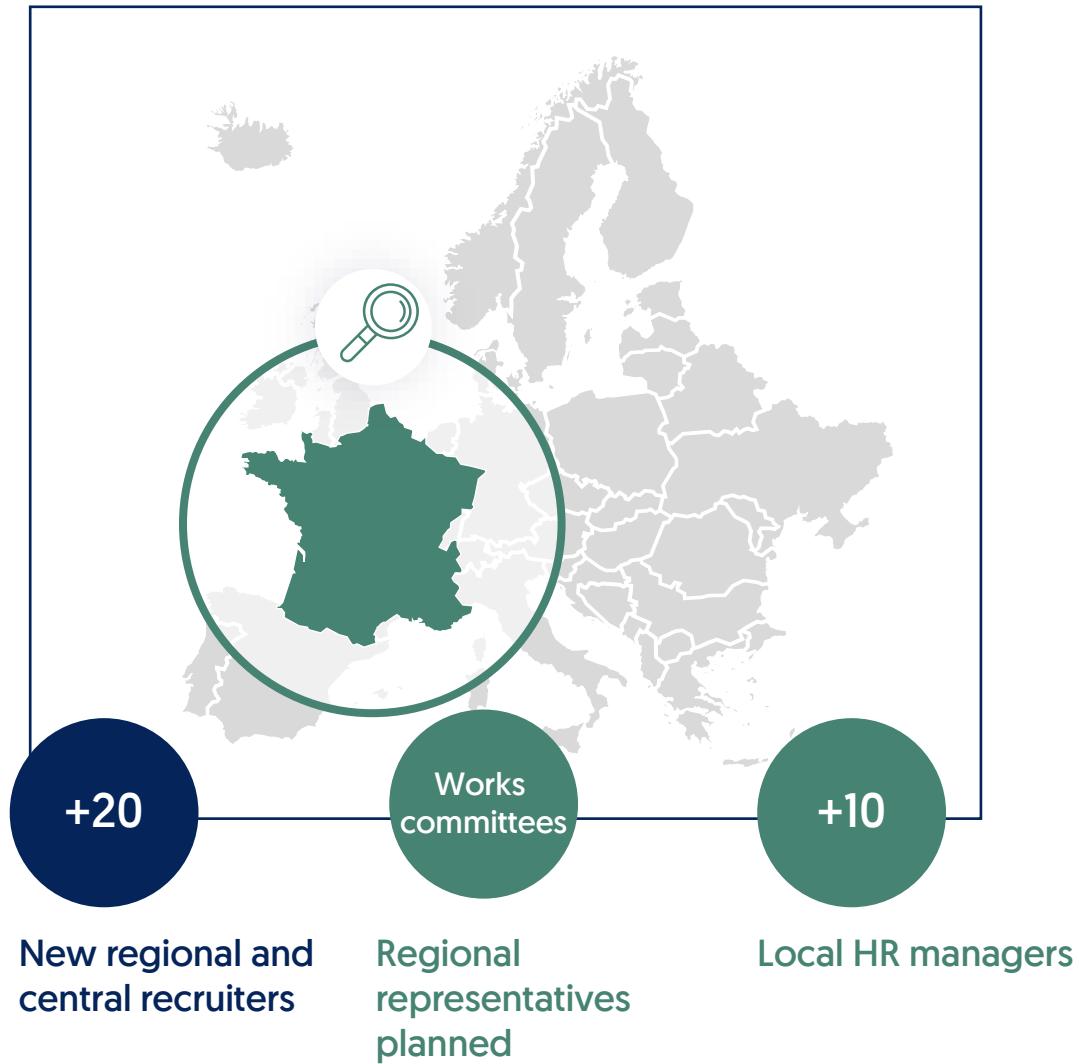 +20
New regional and
central recruiters
Works
committees
Regional
representatives
planned
+10
Local HR managers